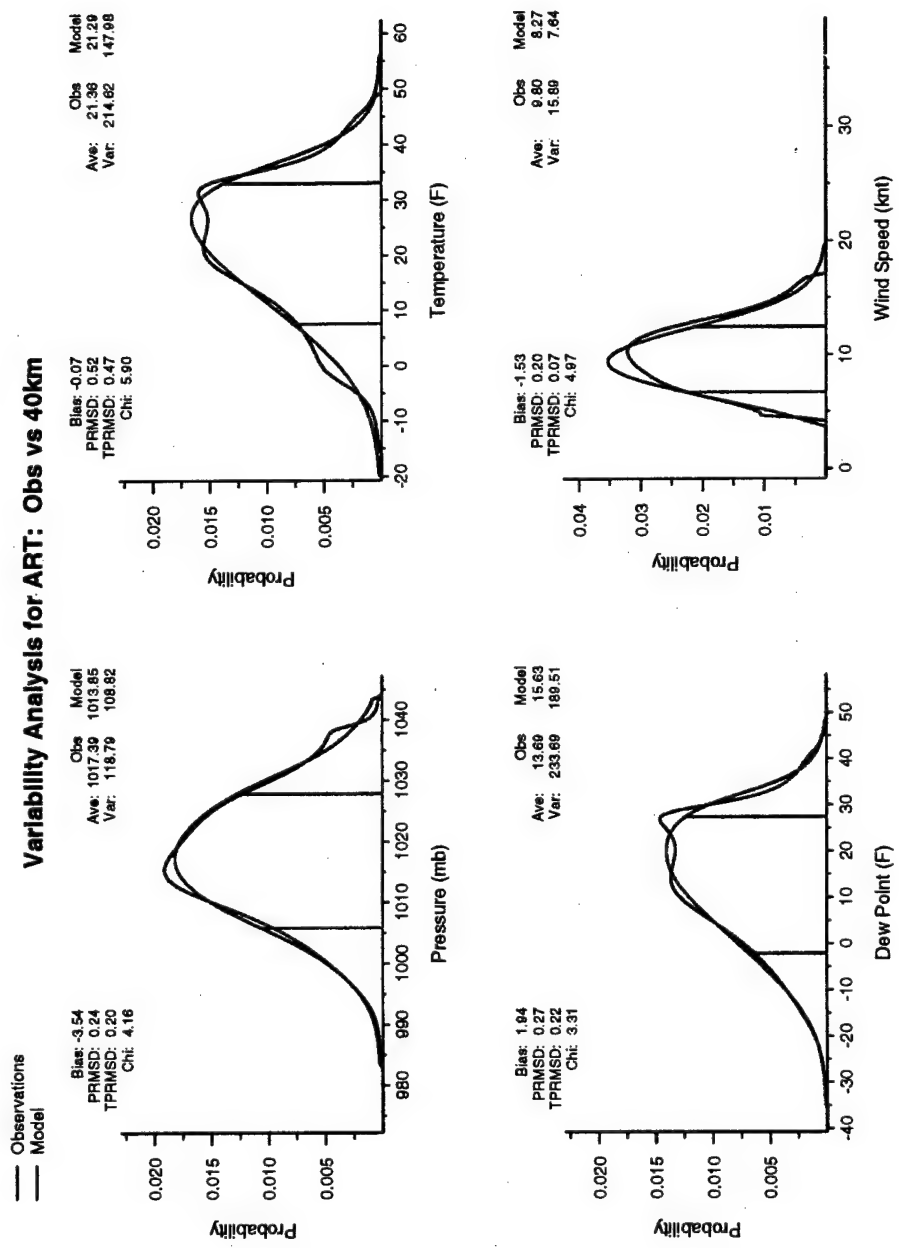 Observations
Model
Variability Analysis for ART: Obs vs 40km
Bias: -3.54
PRMSD: 0.24
TPRMSD: 0.20
Chi: 4.16
Obs Model
Ave: 1017.39 1013.85
Var: 118.79 108.82
Probability
0.020
0.015
0.010
0.005
980 990 1000 1010 1020 1030 1040
Pressure (mb)
Bias: -0.07
PRMSD: 0.52
TPRMSD: 0.47
Chi: 5.90
Obs Model
Ave: 21.36 21.29
Var: 214.62 147.98
Probability
0.020
0.015
0.010
0.005
-20 -10 0 10 20 30 40 50 60
Temperature (F)
Bias: 1.94
PRMSD: 0.27
TPRMSD: 0.22
Chi: 3.31
Obs Model
Ave: 13.69 15.63
Var: 233.69 189.51
Probability
0.020
0.015
0.010
0.005
-40 -30 -20 -10 0 10 20 30 40 50
Dew Point (F)
Bias: -1.53
PRMSD: 0.20
TPRMSD: 0.07
Chi: 4.97
Obs Model
Ave: 9.80 8.27
Var: 15.89 7.64
Probability
0.04
0.03
0.02
0.01
0 10 20 30
Wind Speed (knt)